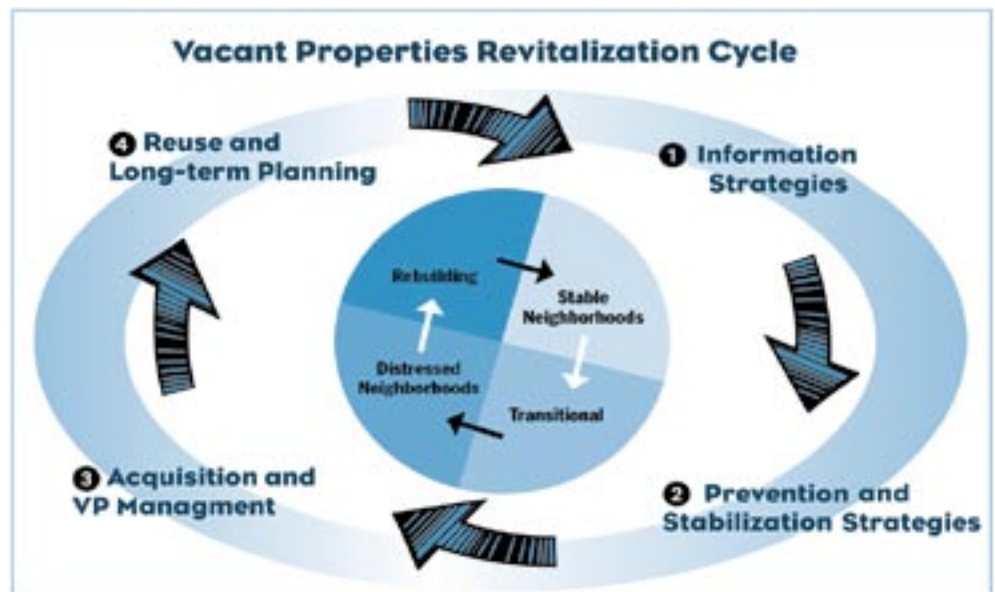 Vacant Properties Revitalization Cycle
4 Reuse and
Long-term Planning
1 Information
Strategies
Rebuilding
Stable
Neighborhoods
Distressed
Neighborhoods
Transitional
3 Acquisition and
VP Managment
2 Prevention and
Stabilization Strategies